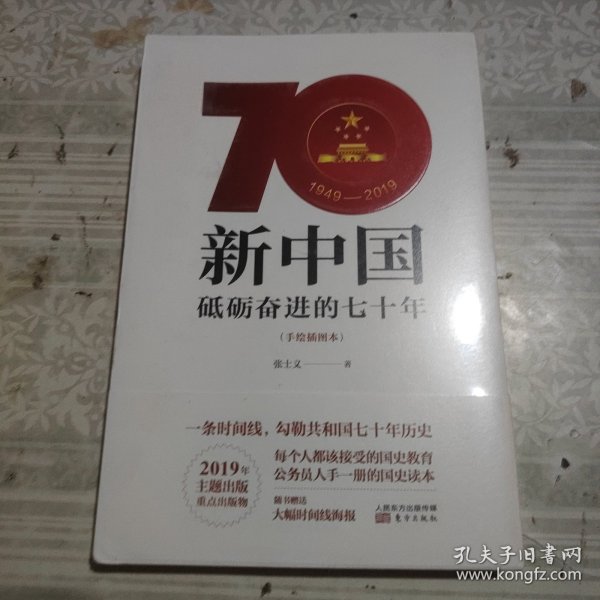 70
1949—2019
新中国
砥砺奋进的七十年
(手绘插图本)
张士义——著
一条时间线，勾勒共和国七十年历史
2019年
主题出版
重点出版物
每个人都该接受的国史教育
公务员人手一册的国史读本
随书赠送
大幅时间线海报
人民东方出版传媒
东方出版社
孔夫子旧书网
www.kongfz.com